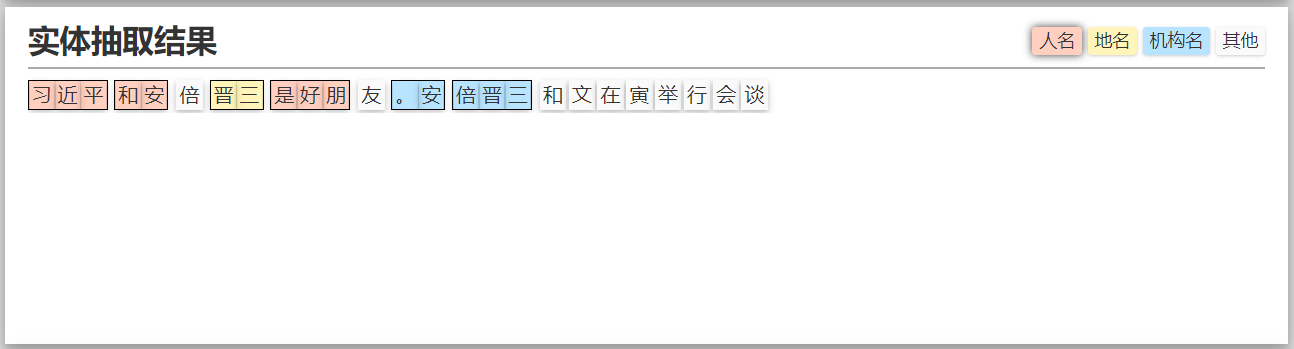 实体抽取结果 人名 地名 机构名 其他
习近平 和安 倍 晋三 是好朋 友 。安 倍晋三 和 文 在 寅 举 行 会 谈